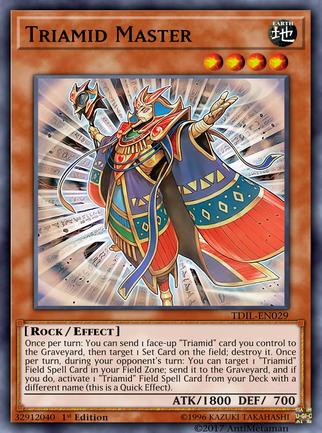 Triamid Master
EARTH
地
TDIL-EN029
[Rock / Effect]
Once per turn: You can send 1 face-up "Triamid" card you control
to the Graveyard, then target 1 Set Card on the field; destroy it. Once
per turn, during your opponent's turn: You can target 1 "Triamid"
Field Spell Card in your Field Zone; send it to the Graveyard, and if
you do, activate 1 "Triamid" Field Spell Card from your Deck with a
different name (this is a Quick Effect).
ATK/1800 DEF/ 700
32912040 1st Edition ©1996 KAZUKI TAKAHASHI
©2017 AntiMetaman